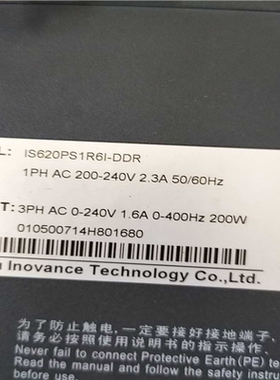 L: IS620PS1R6I-DDR
1PH AC 200-240V 2.3A 50/60Hz
T: 3PH AC 0-240V 1.6A 0-400Hz 200W
010500714H801680
Inovance Technology Co.,Ltd.
为了防止触电,一定要接好接地端子.
请务必按照使用说明书的指示操作.
Never fail to connect Protective Earth(PE) te
Read the manual and follow the safety
instru
before use.